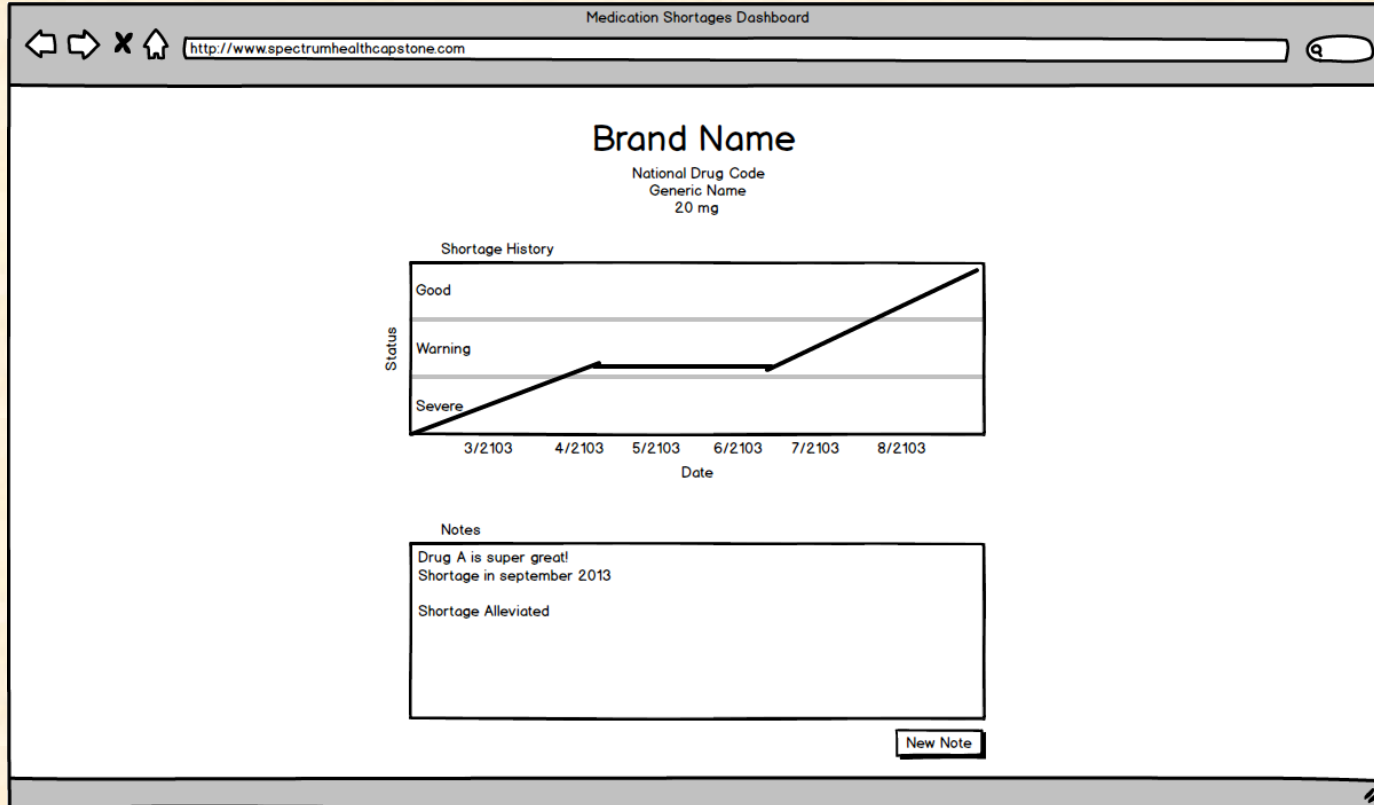 Medication Shortages Dashboard
http://www.spectrumhealthcapstone.com
Brand Name
National Drug Code
Generic Name
20 mg
Shortage History
Good
Warning
Severe
Status
3/2103 4/2103 5/2103 6/2103 7/2103 8/2103
Date
Notes
Drug A is super great!
Shortage in september 2013
Shortage Alleviated
New Note